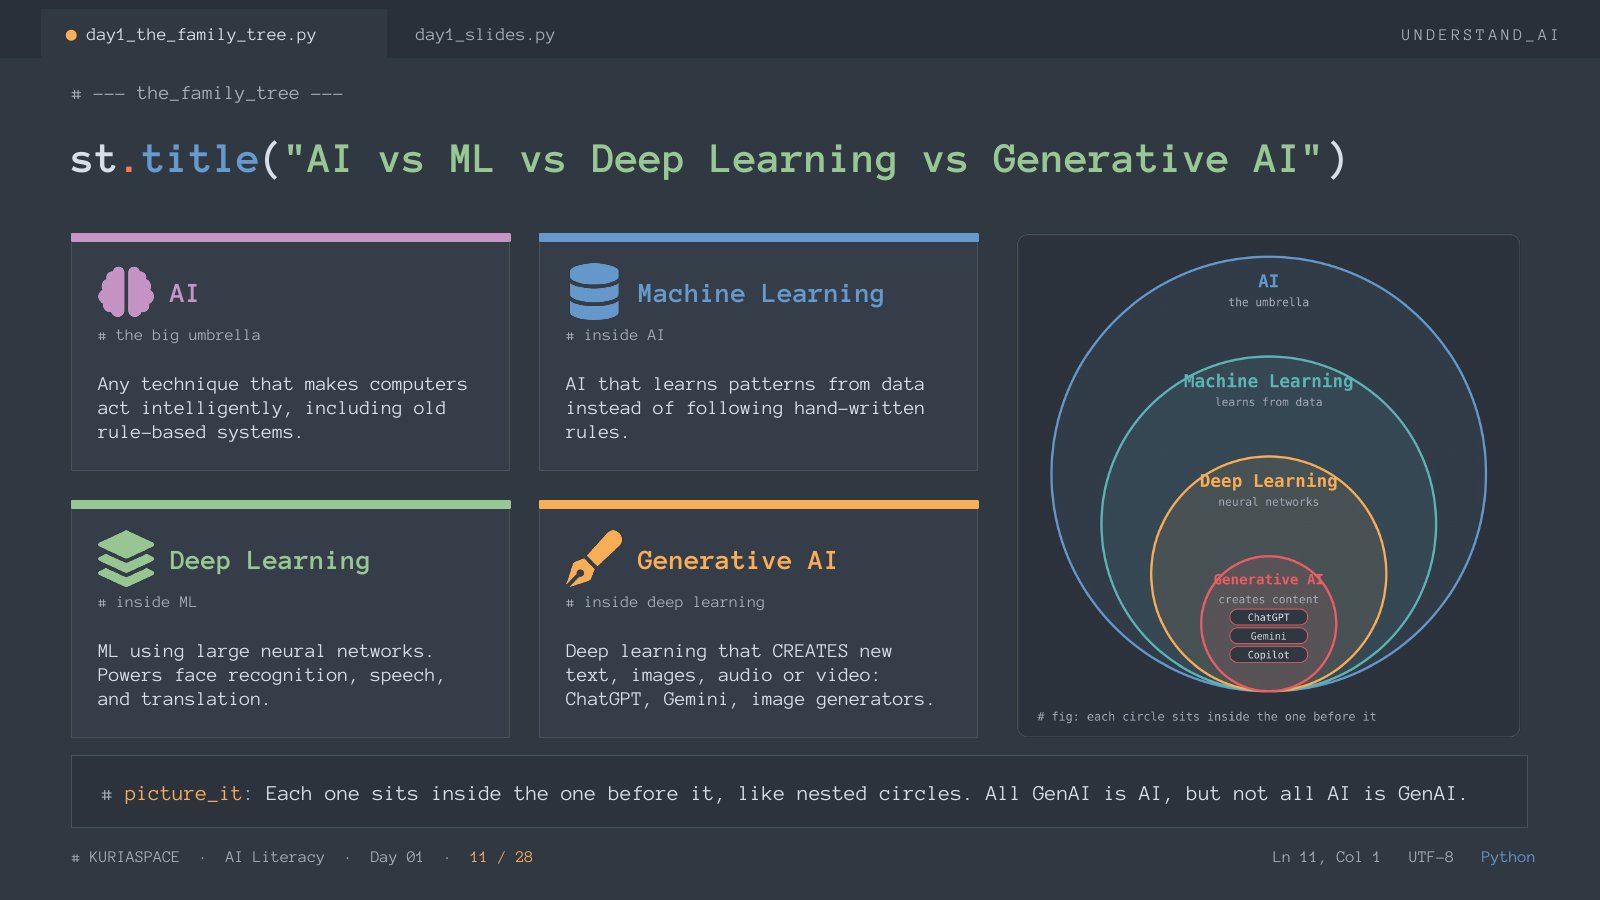 day1_the_family_tree.py
day1_slides.py
UNDERSTAND_AI
# --- the_family_tree ---
st.title("AI vs ML vs Deep Learning vs Generative AI")
AI
# the big umbrella
Any technique that makes computers
act intelligently, including old
rule-based systems.
Machine Learning
# inside AI
AI that learns patterns from data
instead of following hand-written
rules.
Deep Learning
# inside ML
ML using large neural networks.
Powers face recognition, speech,
and translation.
Generative AI
# inside deep learning
Deep learning that CREATES new
text, images, audio or video:
ChatGPT, Gemini, image generators.
AI
the umbrella
Machine Learning
learns from data
Deep Learning
neural networks
Generative AI
creates content
ChatGPT
Gemini
Copilot
# fig: each circle sits inside the one before it
# picture_it: Each one sits inside the one before it, like nested circles. All GenAI is AI, but not all AI is GenAI.
# KURIASPACE · AI Literacy · Day 01 · 11 / 28
Ln 11, Col 1 UTF-8 Python